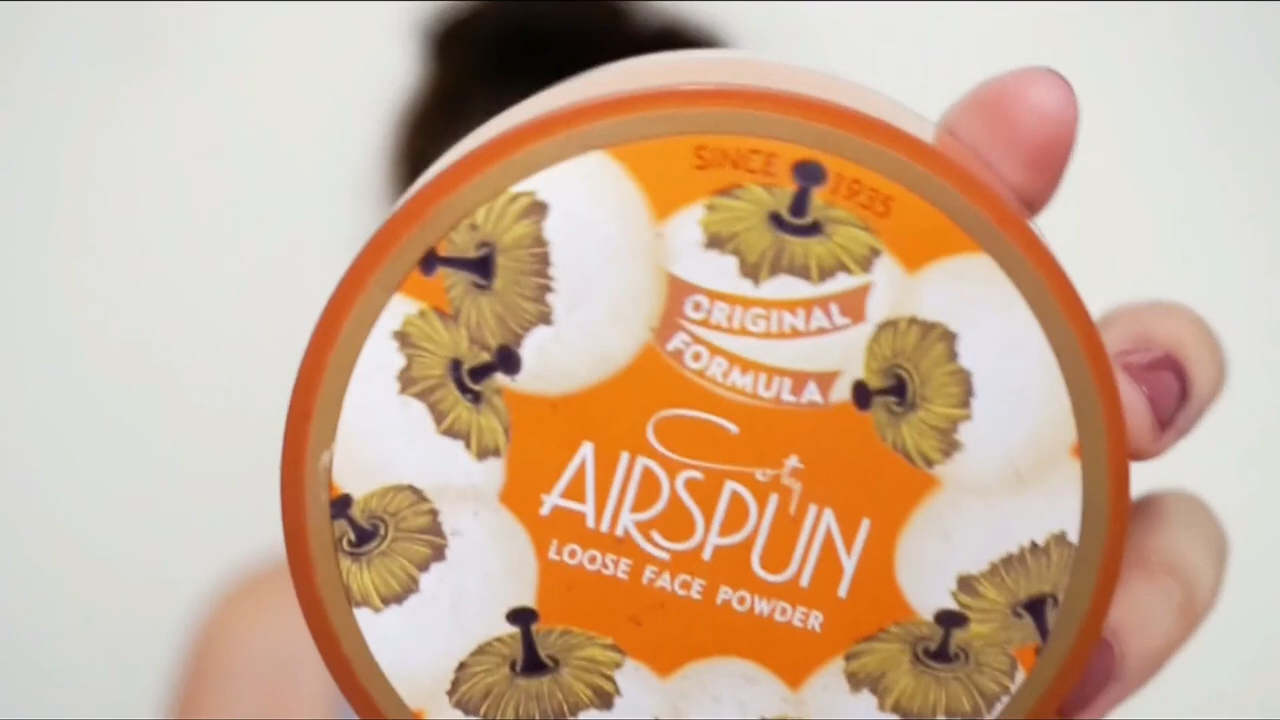 SINCE 1935
ORIGINAL
FORMULA
Coty
AIRSPUN
LOOSE FACE POWDER